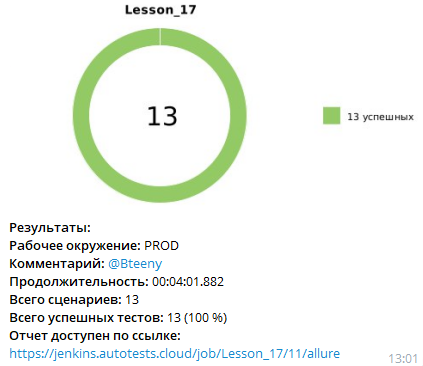 Lesson_17
13
13 успешных
Результаты:
Рабочее окружение: PROD
Комментарий: @Bteeny
Продолжительность: 00:04:01.882
Всего сценариев: 13
Всего успешных тестов: 13 (100 %)
Отчет доступен по ссылке:
https://jenkins.autotests.cloud/job/Lesson_17/11/allure
13:01